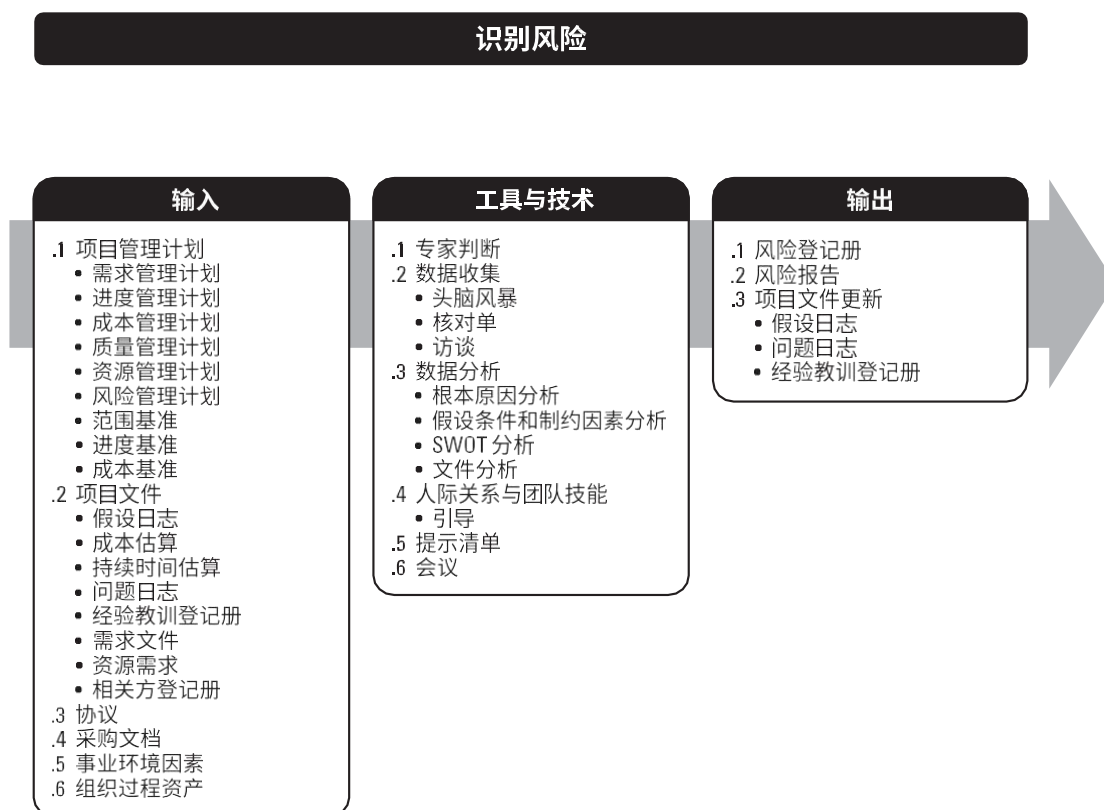 识别风险
输入
.1 项目管理计划
• 需求管理计划
• 进度管理计划
• 成本管理计划
• 质量管理计划
• 资源管理计划
• 风险管理计划
• 范围基准
• 进度基准
• 成本基准
.2 项目文件
• 假设日志
• 成本估算
• 持续时间估算
• 问题日志
• 经验教训登记册
• 需求文件
• 资源需求
• 相关方登记册
.3 协议
.4 采购文档
.5 事业环境因素
.6 组织过程资产
工具与技术
.1 专家判断
.2 数据收集
• 头脑风暴
• 核对单
• 访谈
.3 数据分析
• 根本原因分析
• 假设条件和制约因素分析
• SWOT 分析
• 文件分析
.4 人际关系与团队技能
• 引导
.5 提示清单
.6 会议
输出
.1 风险登记册
.2 风险报告
.3 项目文件更新
• 假设日志
• 问题日志
• 经验教训登记册